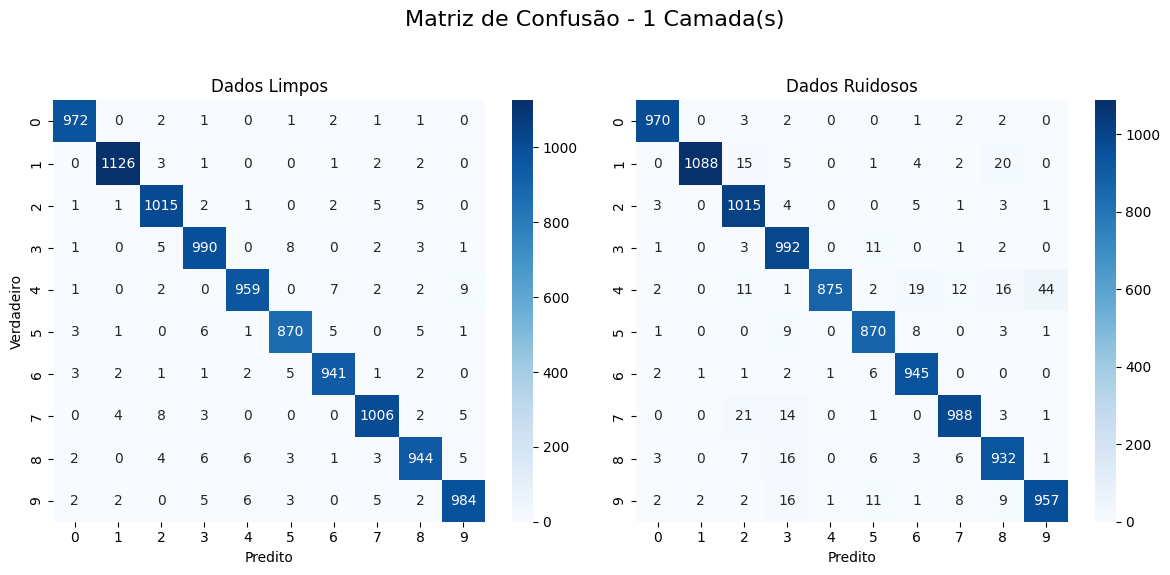 Matriz de Confusão - 1 Camada(s)
Dados Limpos
Verdadeiro
0 972 0 2 1 0 1 2 1 1 0
1 0 1126 3 1 0 0 1 2 2 0
2 1 1 1015 2 1 0 2 5 5 0
3 1 0 5 990 0 8 0 2 3 1
4 1 0 2 0 959 0 7 2 2 9
5 3 1 0 6 1 870 5 0 5 1
6 3 2 1 1 2 5 941 1 2 0
7 0 4 8 3 0 0 0 1006 2 5
8 2 0 4 6 6 3 1 3 944 5
9 2 2 0 5 6 3 0 5 2 984
0 1 2 3 4 5 6 7 8 9
Predito
1000
800
600
400
200
0
Dados Ruidosos
0 970 0 3 2 0 0 1 2 2 0
1 0 1088 15 5 0 1 4 2 20 0
2 3 0 1015 4 0 0 5 1 3 1
3 1 0 3 992 0 11 0 1 2 0
4 2 0 11 1 875 2 19 12 16 44
5 1 0 0 9 0 870 8 0 3 1
6 2 1 1 2 1 6 945 0 0 0
7 0 0 21 14 0 1 0 988 3 1
8 3 0 7 16 0 6 3 6 932 1
9 2 2 2 16 1 11 1 8 9 957
0 1 2 3 4 5 6 7 8 9
Predito
1000
800
600
400
200
0